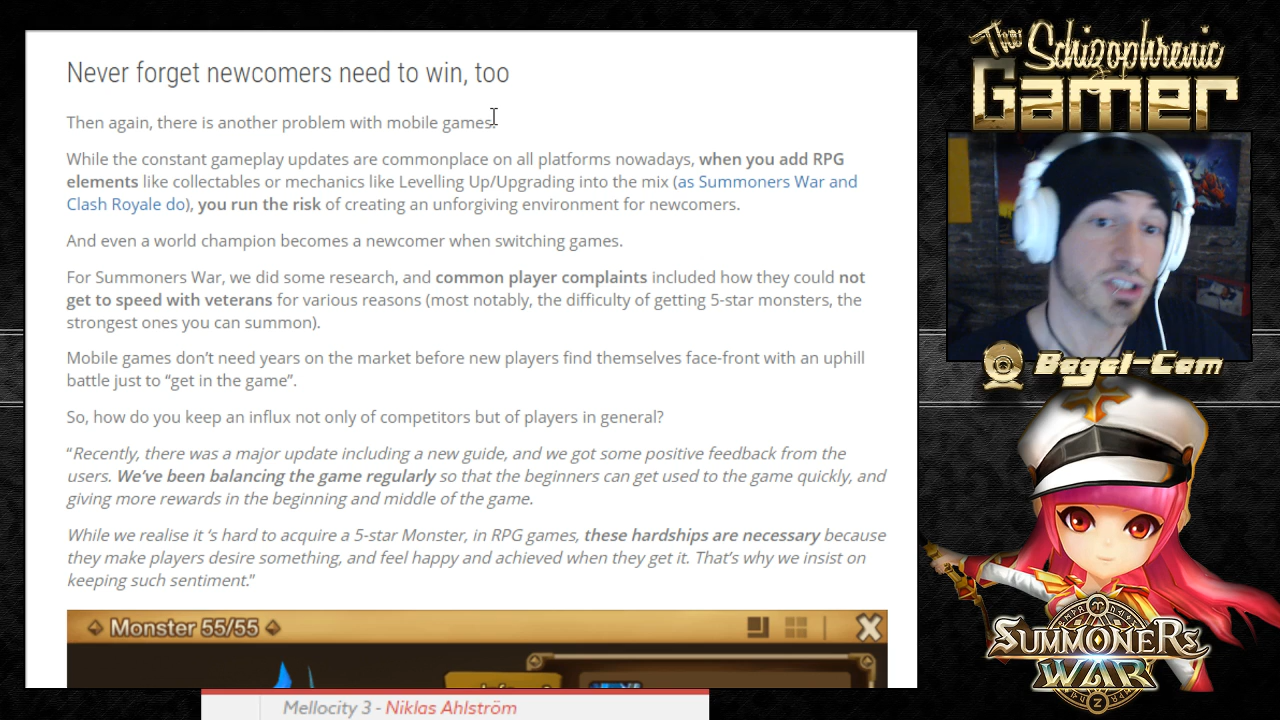 Never forget newcomers need to win, too
Then again, there is another problem with mobile games.
While the constant gameplay updates are commonplace on all platforms nowadays, when you add RPG
elements like collectables or mechanics like Levelling Up/Upgrading into the mix (as Summoners War and
Clash Royale do), you run the risk of creating an unforgiving environment for newcomers.
And even a world champion becomes a newcomer when switching games.
For Summoners War, we did some research, and common player complaints included how they could not
get to speed with veterans for various reasons (most notably, the difficulty of getting 5-star monsters, the
strongest ones you can summon).
Mobile games don’t need years on the market before new players find themselves face-front with an uphill
battle just to “get in the game”.
So, how do you keep an influx not only of competitors but of players in general?
“Recently, there was a major update including a new guide, and we got some positive feedback from the
users. We’ve been balancing the game regularly so that the beginners can get used to the game quickly, and
giving more rewards in the beginning and middle of the game.
While we realise it ‘s hard to acquire a 5-star Monster, in RPG games, these hardships are necessary because
they make players desire something, and feel happy and achieved when they get it. That’s why we insist on
keeping such sentiment.”
Monster 55/55
Mellocity 3 - Niklas Ahlström
The Schizophrenic
Gamer
Bagel-Cam
SUMMONERS
WAR